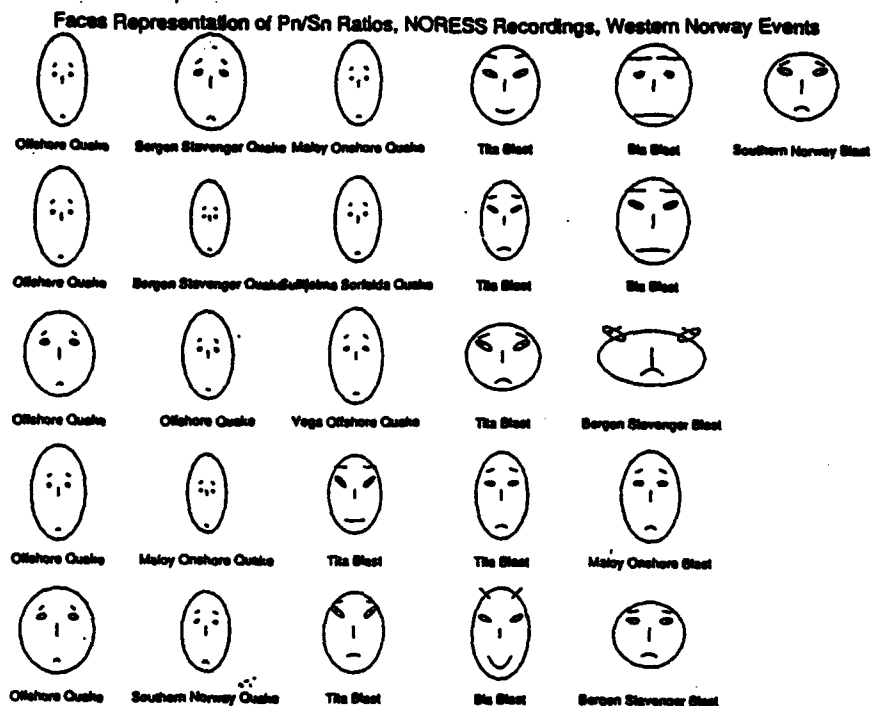 Faces Representation of Pn/Sn Ratios, NORESS Recordings, Western Norway Events
Offshore Quake Bergen Stavenger Quake Maloy Onshore Quake Tita Blast Bla Blast Southern Norway Blast
Offshore Quake Bergen Stavenger Quake Sorfolda Quake Tita Blast Bla Blast
Offshore Quake Offshore Quake Vega Offshore Quake Tita Blast Bergen Stavenger Blast
Offshore Quake Maloy Onshore Quake Tita Blast Tita Blast Maloy Onshore Blast
Offshore Quake Southern Norway Quake Tita Blast Bla Blast Bergen Stavenger Blast